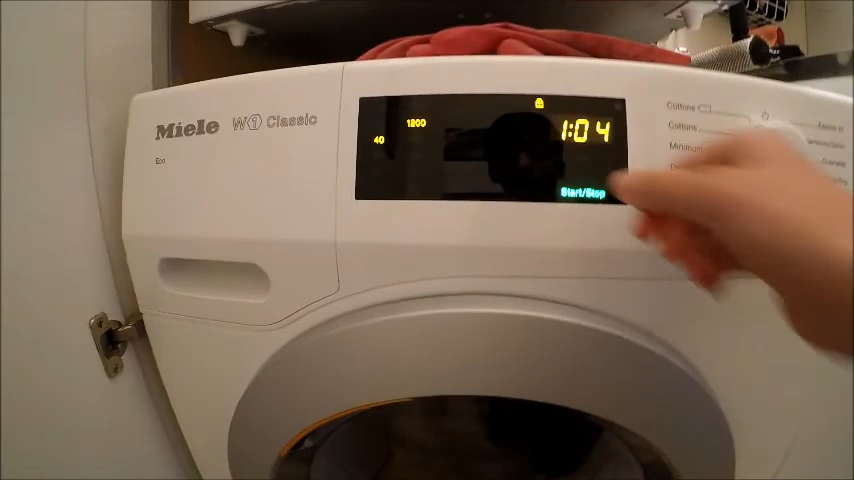 Miele
W1 Classic
Eco
40
1200
1:04
Start/Stop
Cottons
Cottons
Minimum